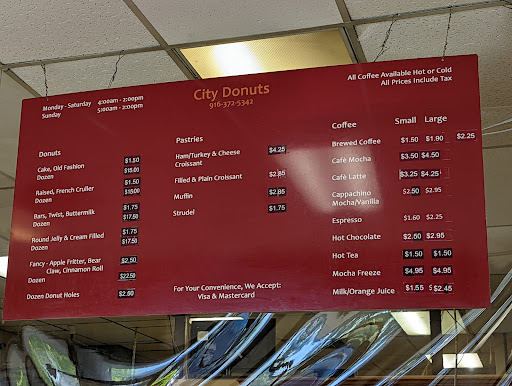 City Donuts
916-372-5342
Monday - Saturday 4:00am - 2:00pm
Sunday 5:00am - 2:00pm
All Coffee Available Hot or Cold
All Prices Include Tax
Donuts
Cake, Old Fashion $1.50
Dozen $15.00
Raised, French Cruller $1.50
Dozen $15.00
Bars, Twist, Buttermilk $1.75
Dozen $17.50
Round Jelly & Cream Filled $1.75
Dozen $17.50
Fancy - Apple Fritter, Bear $2.50
Claw, Cinnamon Roll
Dozen $22.50
Dozen Donut Holes $2.50
Pastries
Ham/Turkey & Cheese $4.25
Croissant
Filled & Plain Croissant $2.85
Muffin $2.85
Strudel $1.75
For Your Convenience, We Accept:
Visa & Mastercard
Coffee Small Large
Brewed Coffee $1.50 $1.90 $2.25
Cafè Mocha $3.50 $4.50
Cafè Latte $3.25 $4.25
Cappachino $2.50 $2.95
Mocha/Vanilla
Espresso $1.60 $2.25
Hot Chocolate $2.50 $2.95
Hot Tea $1.50 $1.50
Mocha Freeze $4.95 $4.95
Milk/Orange Juice $1.55 $ $2.45